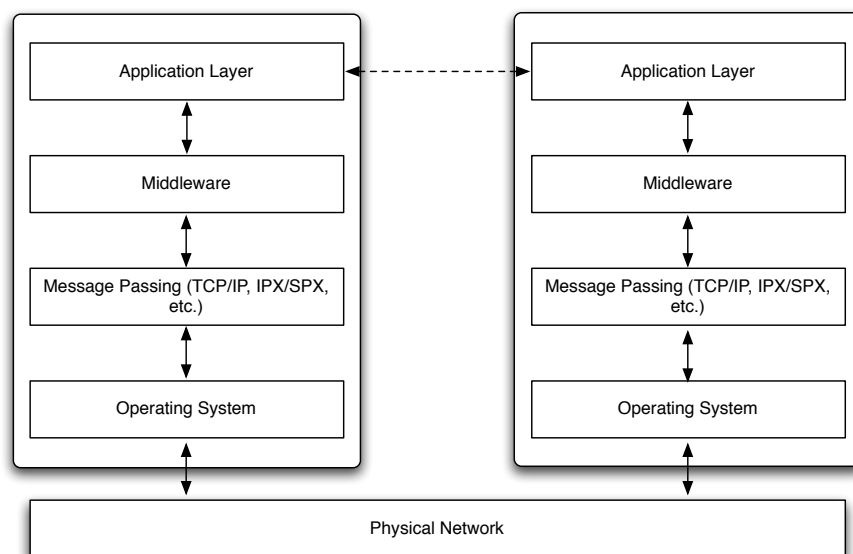 Application Layer
Application Layer
Middleware
Middleware
Message Passing (TCP/IP, IPX/SPX,
etc.)
Message Passing (TCP/IP, IPX/SPX,
etc.)
Operating System
Operating System
Physical Network